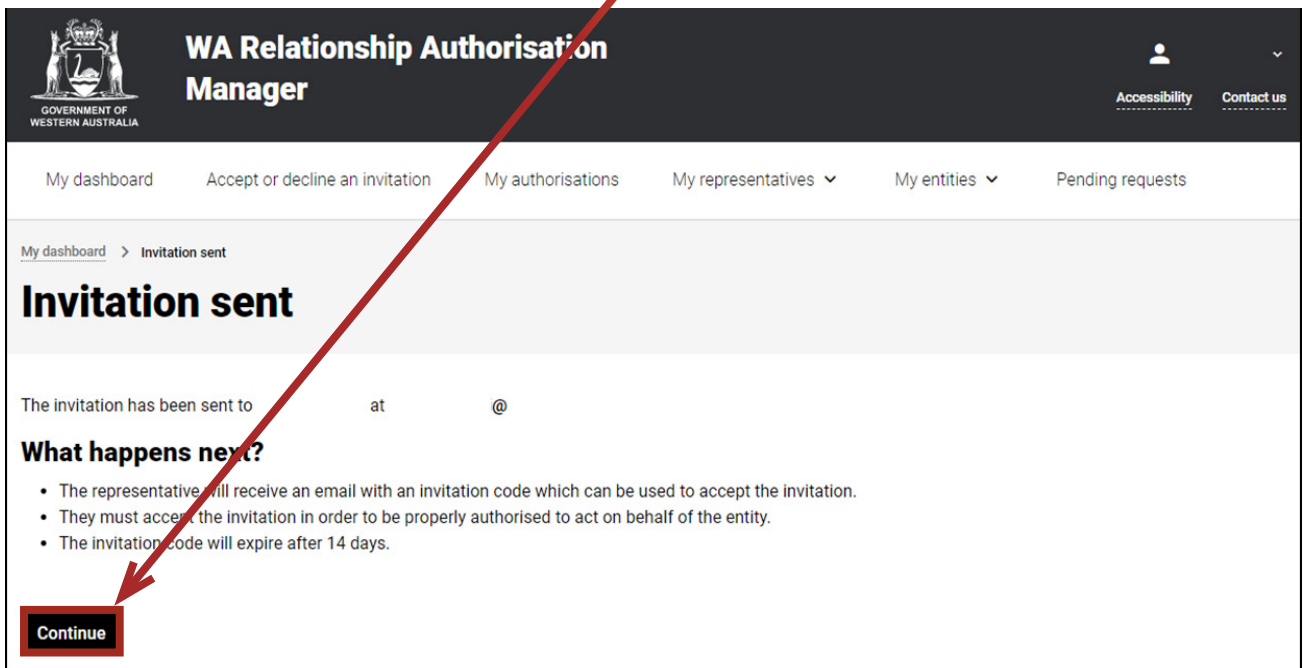 WA Relationship Authorisation
Manager
GOVERNMENT OF
WESTERN AUSTRALIA
Accessibility Contact us
My dashboard Accept or decline an invitation My authorisations My representatives My entities Pending requests
My dashboard > Invitation sent
Invitation sent
The invitation has been sent to at @
What happens next?
• The representative will receive an email with an invitation code which can be used to accept the invitation.
• They must accept the invitation in order to be properly authorised to act on behalf of the entity.
• The invitation code will expire after 14 days.
Continue